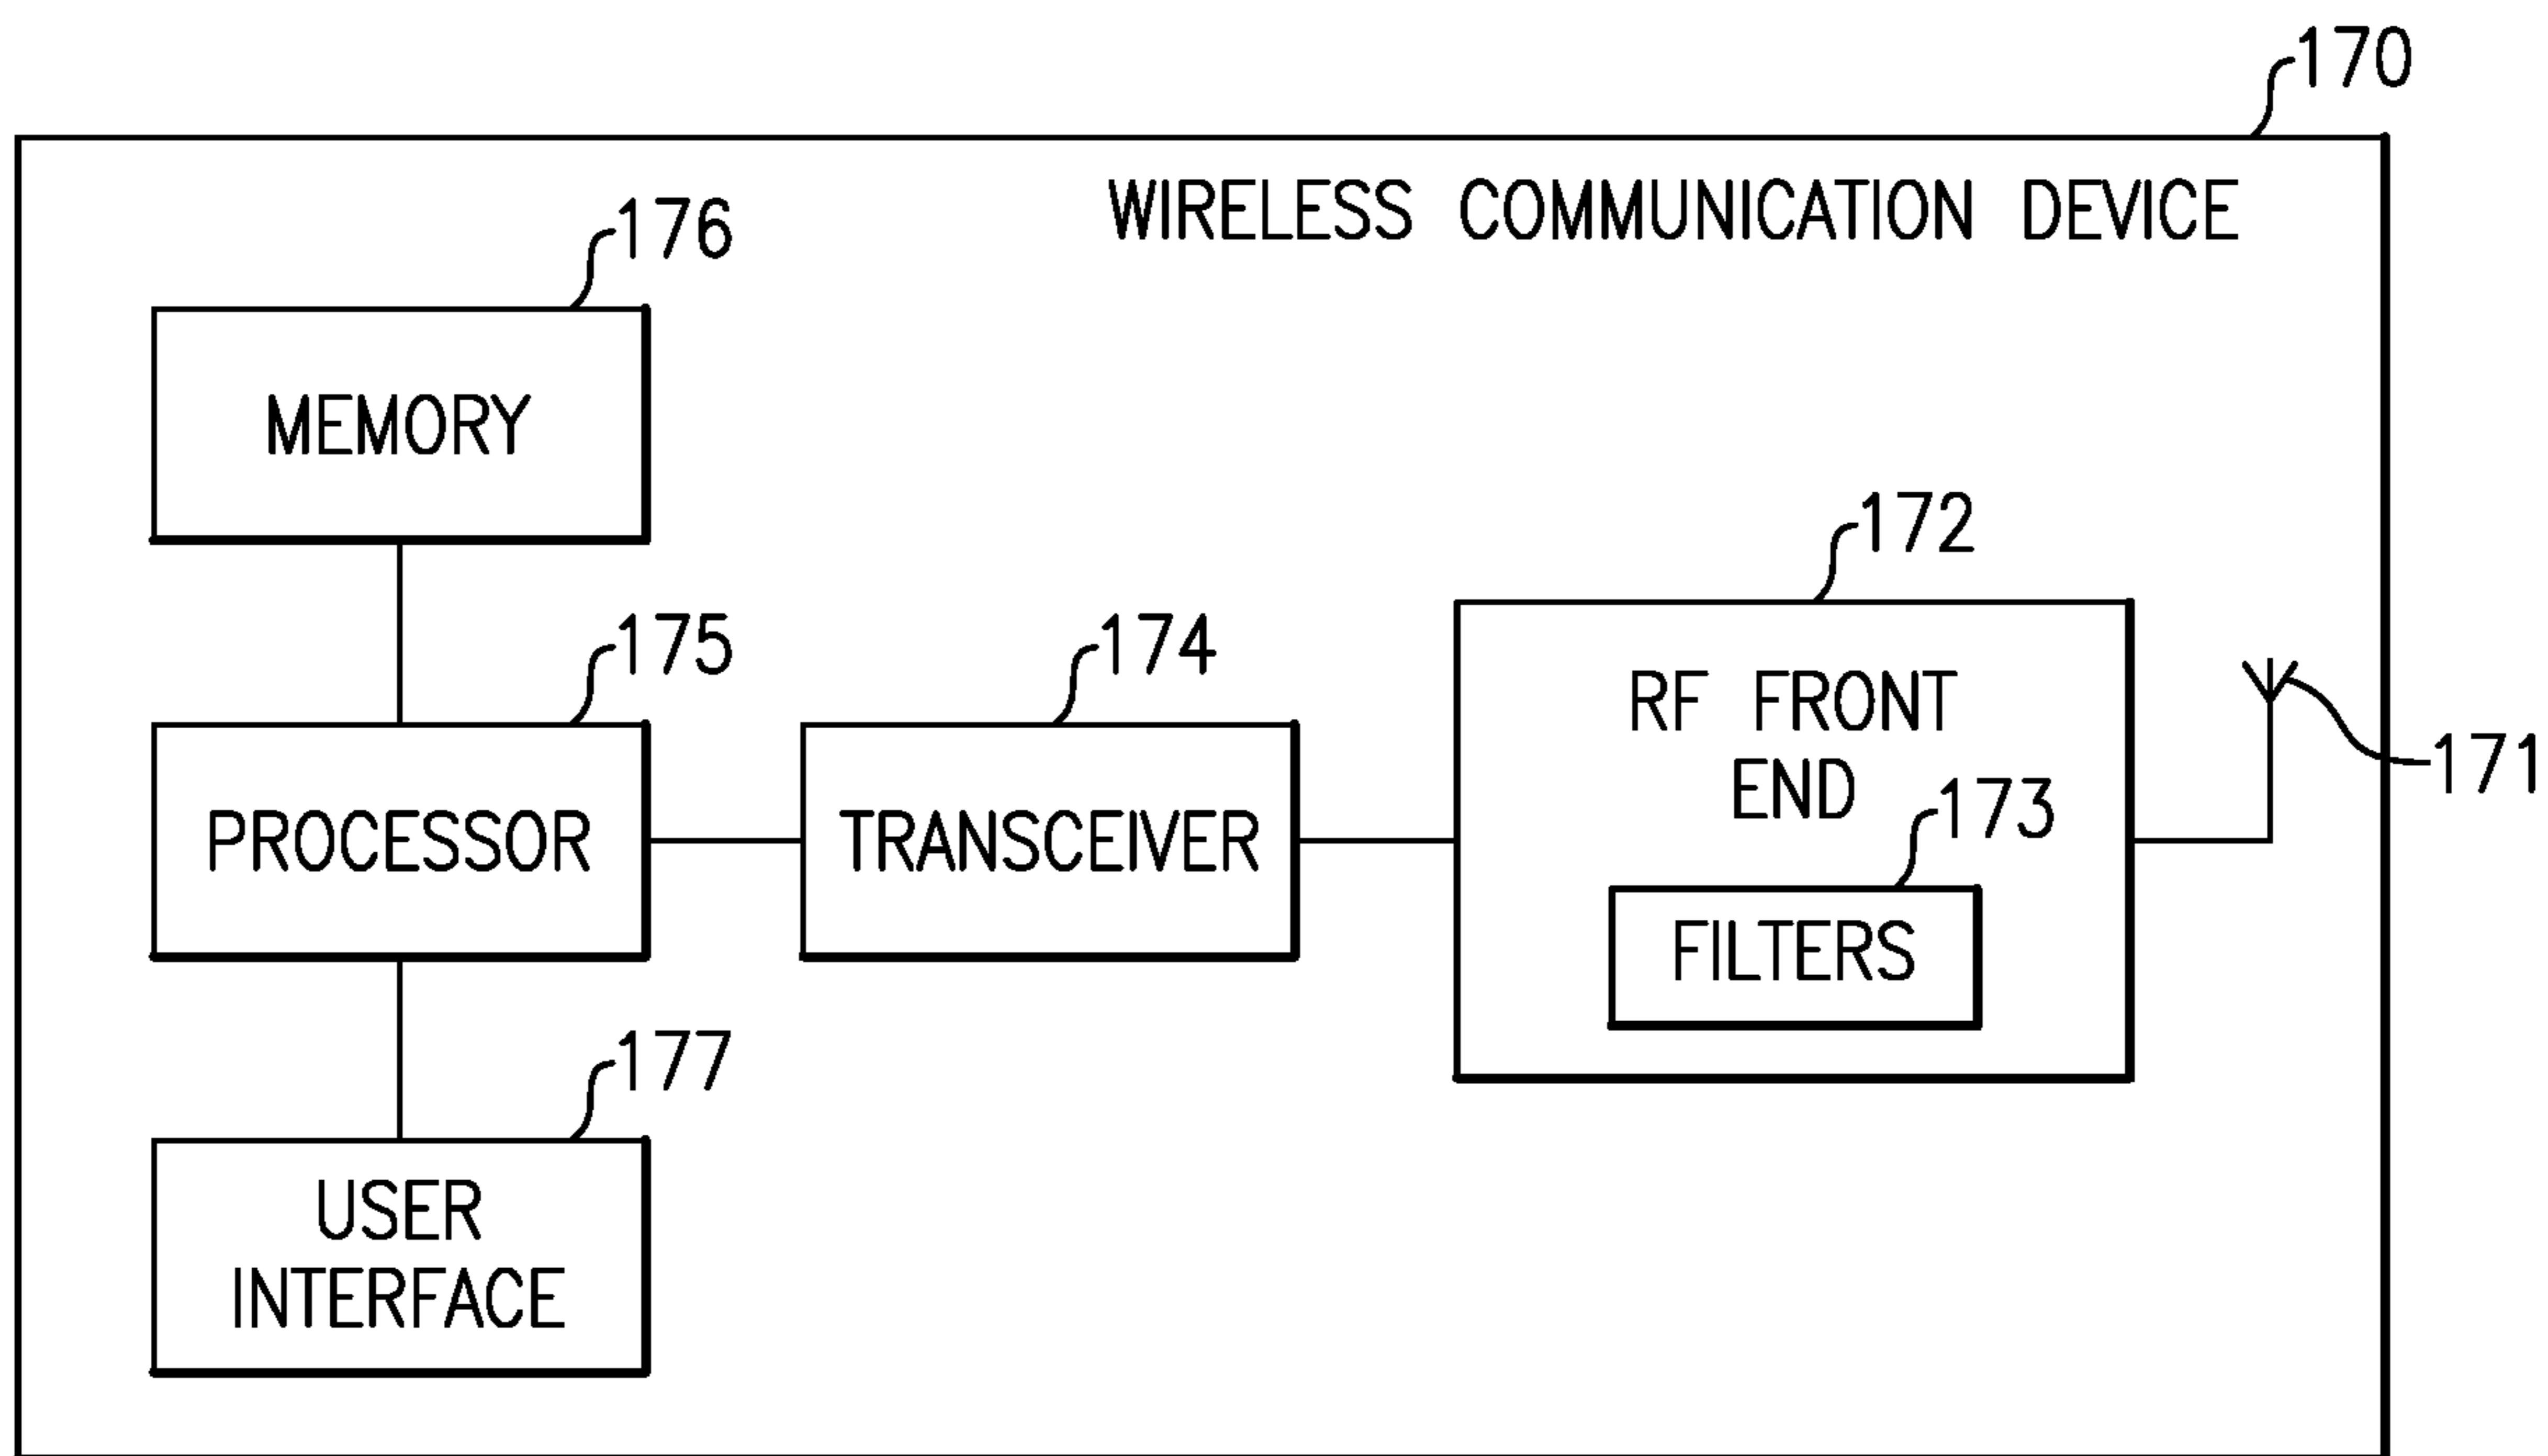 170
WIRELESS COMMUNICATION DEVICE
176
MEMORY
172
175
174
RF FRONT
END
171
173
PROCESSOR
TRANSCEIVER
FILTERS
177
USER
INTERFACE